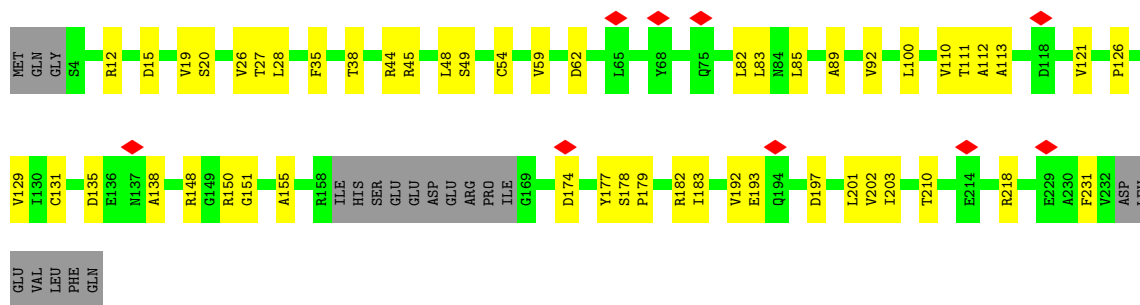 MET GLN GLY S4 R12 D15 V19 S20 V26 T27 L28 F35 T38 R44 R45 L48 S49 C54 V59 D62 L65 Y68 Q75 L82 L83 N84 L85 A89 V92 L100 V110 T111 A112 A113 D118 V121 P126
V129 I130 C131 D135 E136 N137 A138 R148 G149 R150 G151 A155 R158 ILE HIS SER GLU GLU ASP GLU ARG PRO ILE G169 D174 Y177 S178 P179 R182 I183 V192 E193 Q194 D197 L201 V202 I203 T210 E214 R218 E229 A230 F231 V232 ASP
GLU VAL LEU PHE GLN